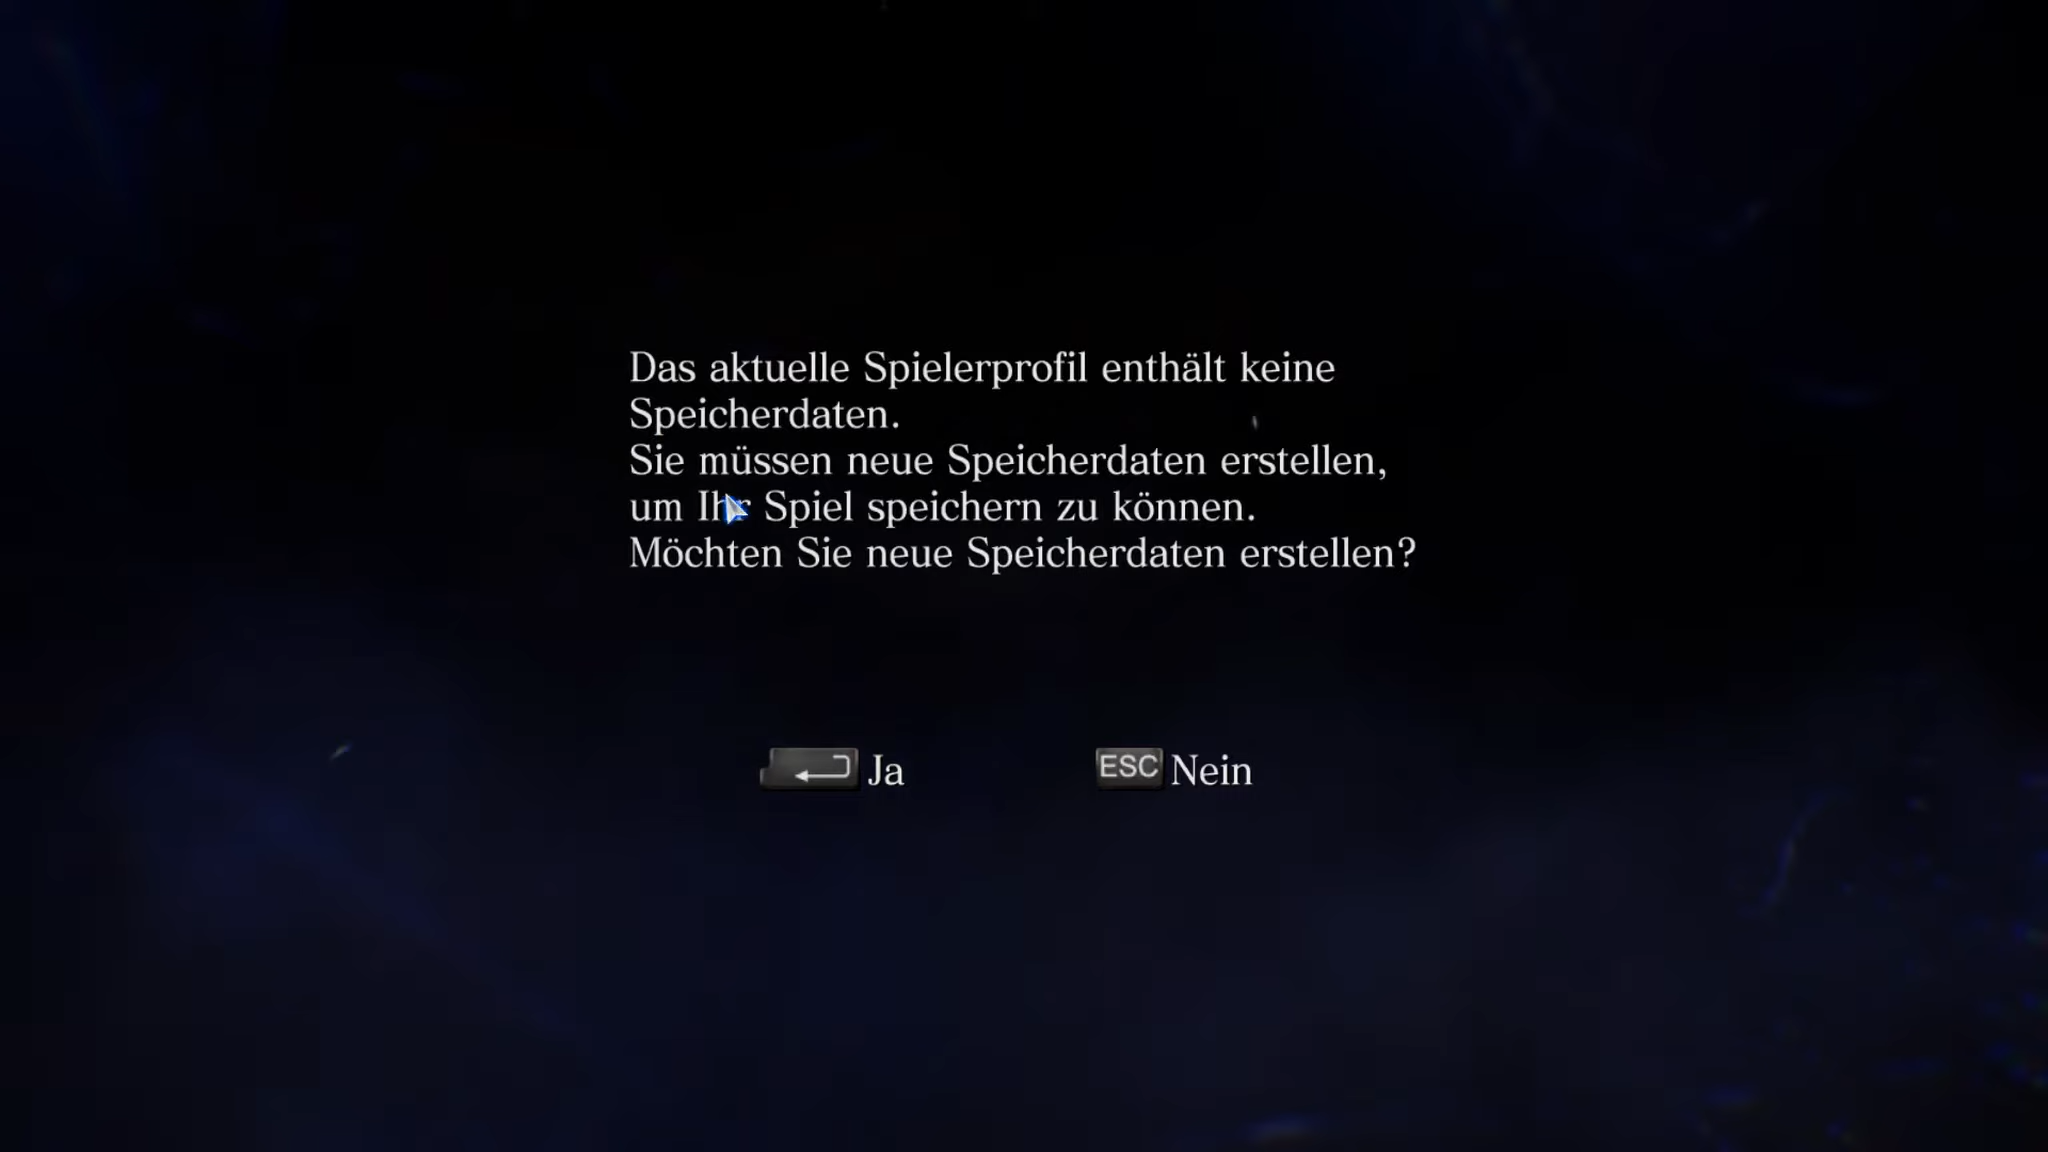 Das aktuelle Spielerprofil enthält keine
Speicherdaten.
Sie müssen neue Speicherdaten erstellen,
um Ihr Spiel speichern zu können.
Möchten Sie neue Speicherdaten erstellen?
Ja ESC Nein